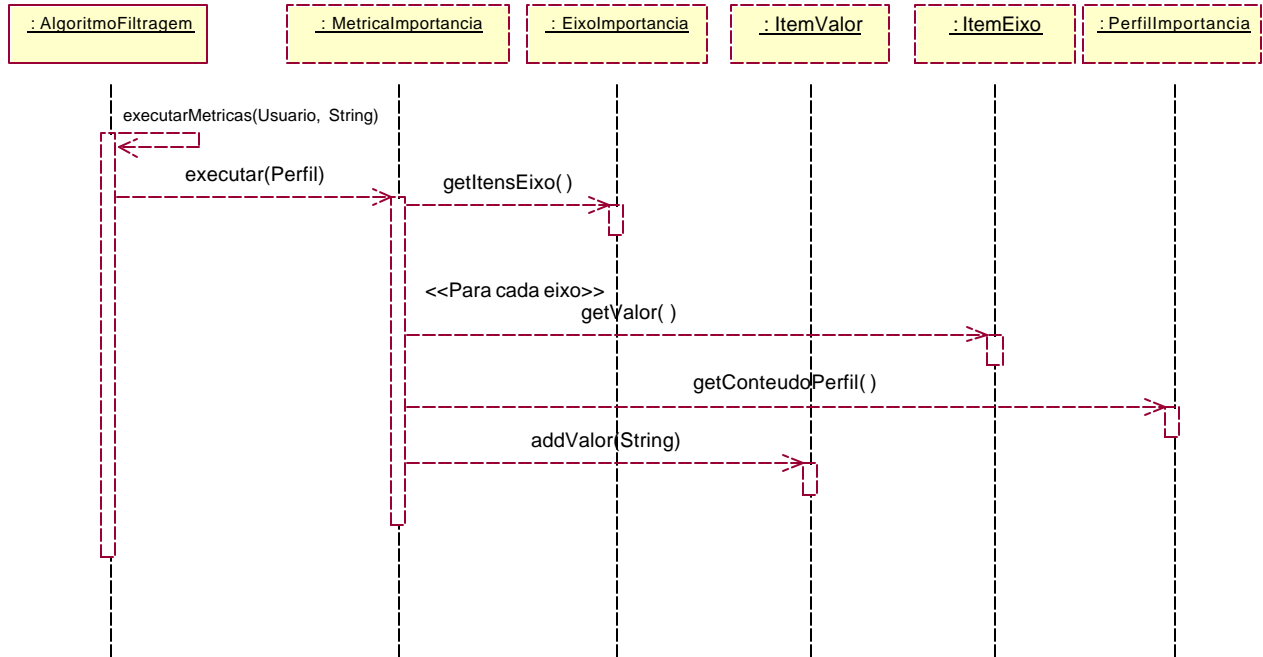 : AlgoritmoFiltragem
: MetricaImportancia
: EixoImportancia
: ItemValor
: ItemEixo
: PerfilImportancia
executarMetricas(Usuario, String)
executar(Perfil)
getItensEixo( )
<<Para cada eixo>>
getValor( )
getConteudoPerfil( )
addValor(String)